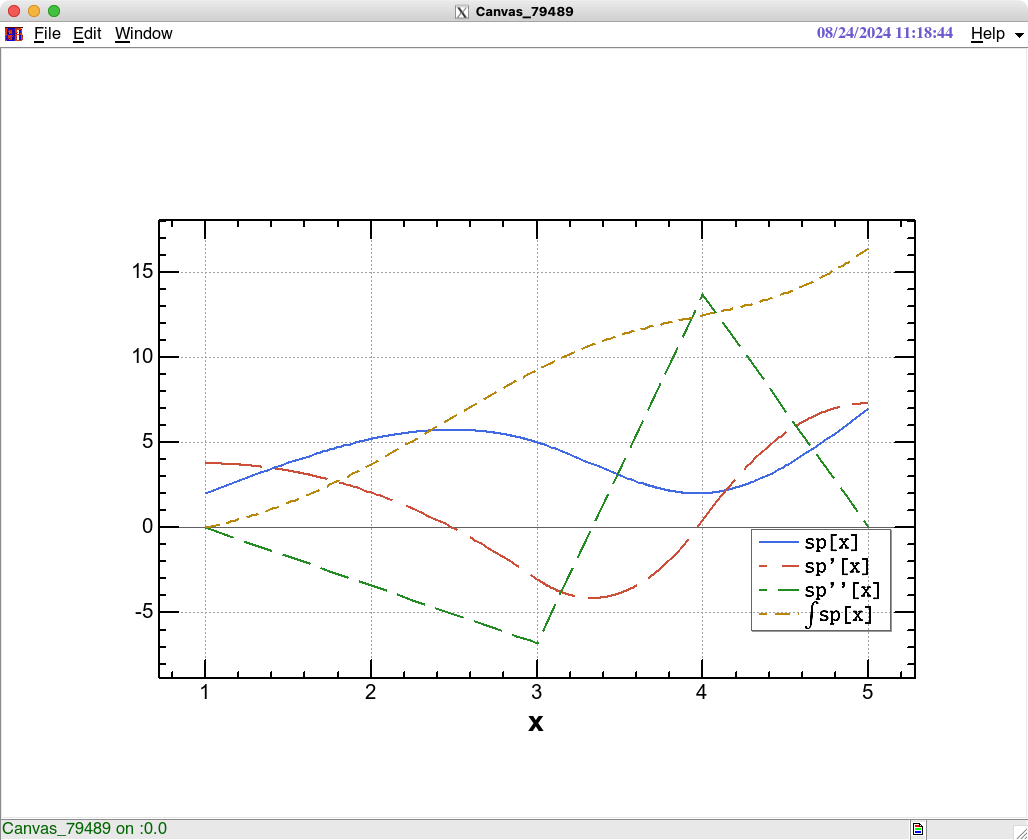 Canvas_79489
File Edit Window 08/24/2024 11:18:44 Help
15
10
5
0
-5
sp[x]
sp'[x]
sp''[x]
∫sp[x]
1 2 3 4 5
x
Canvas_79489 on :0.0